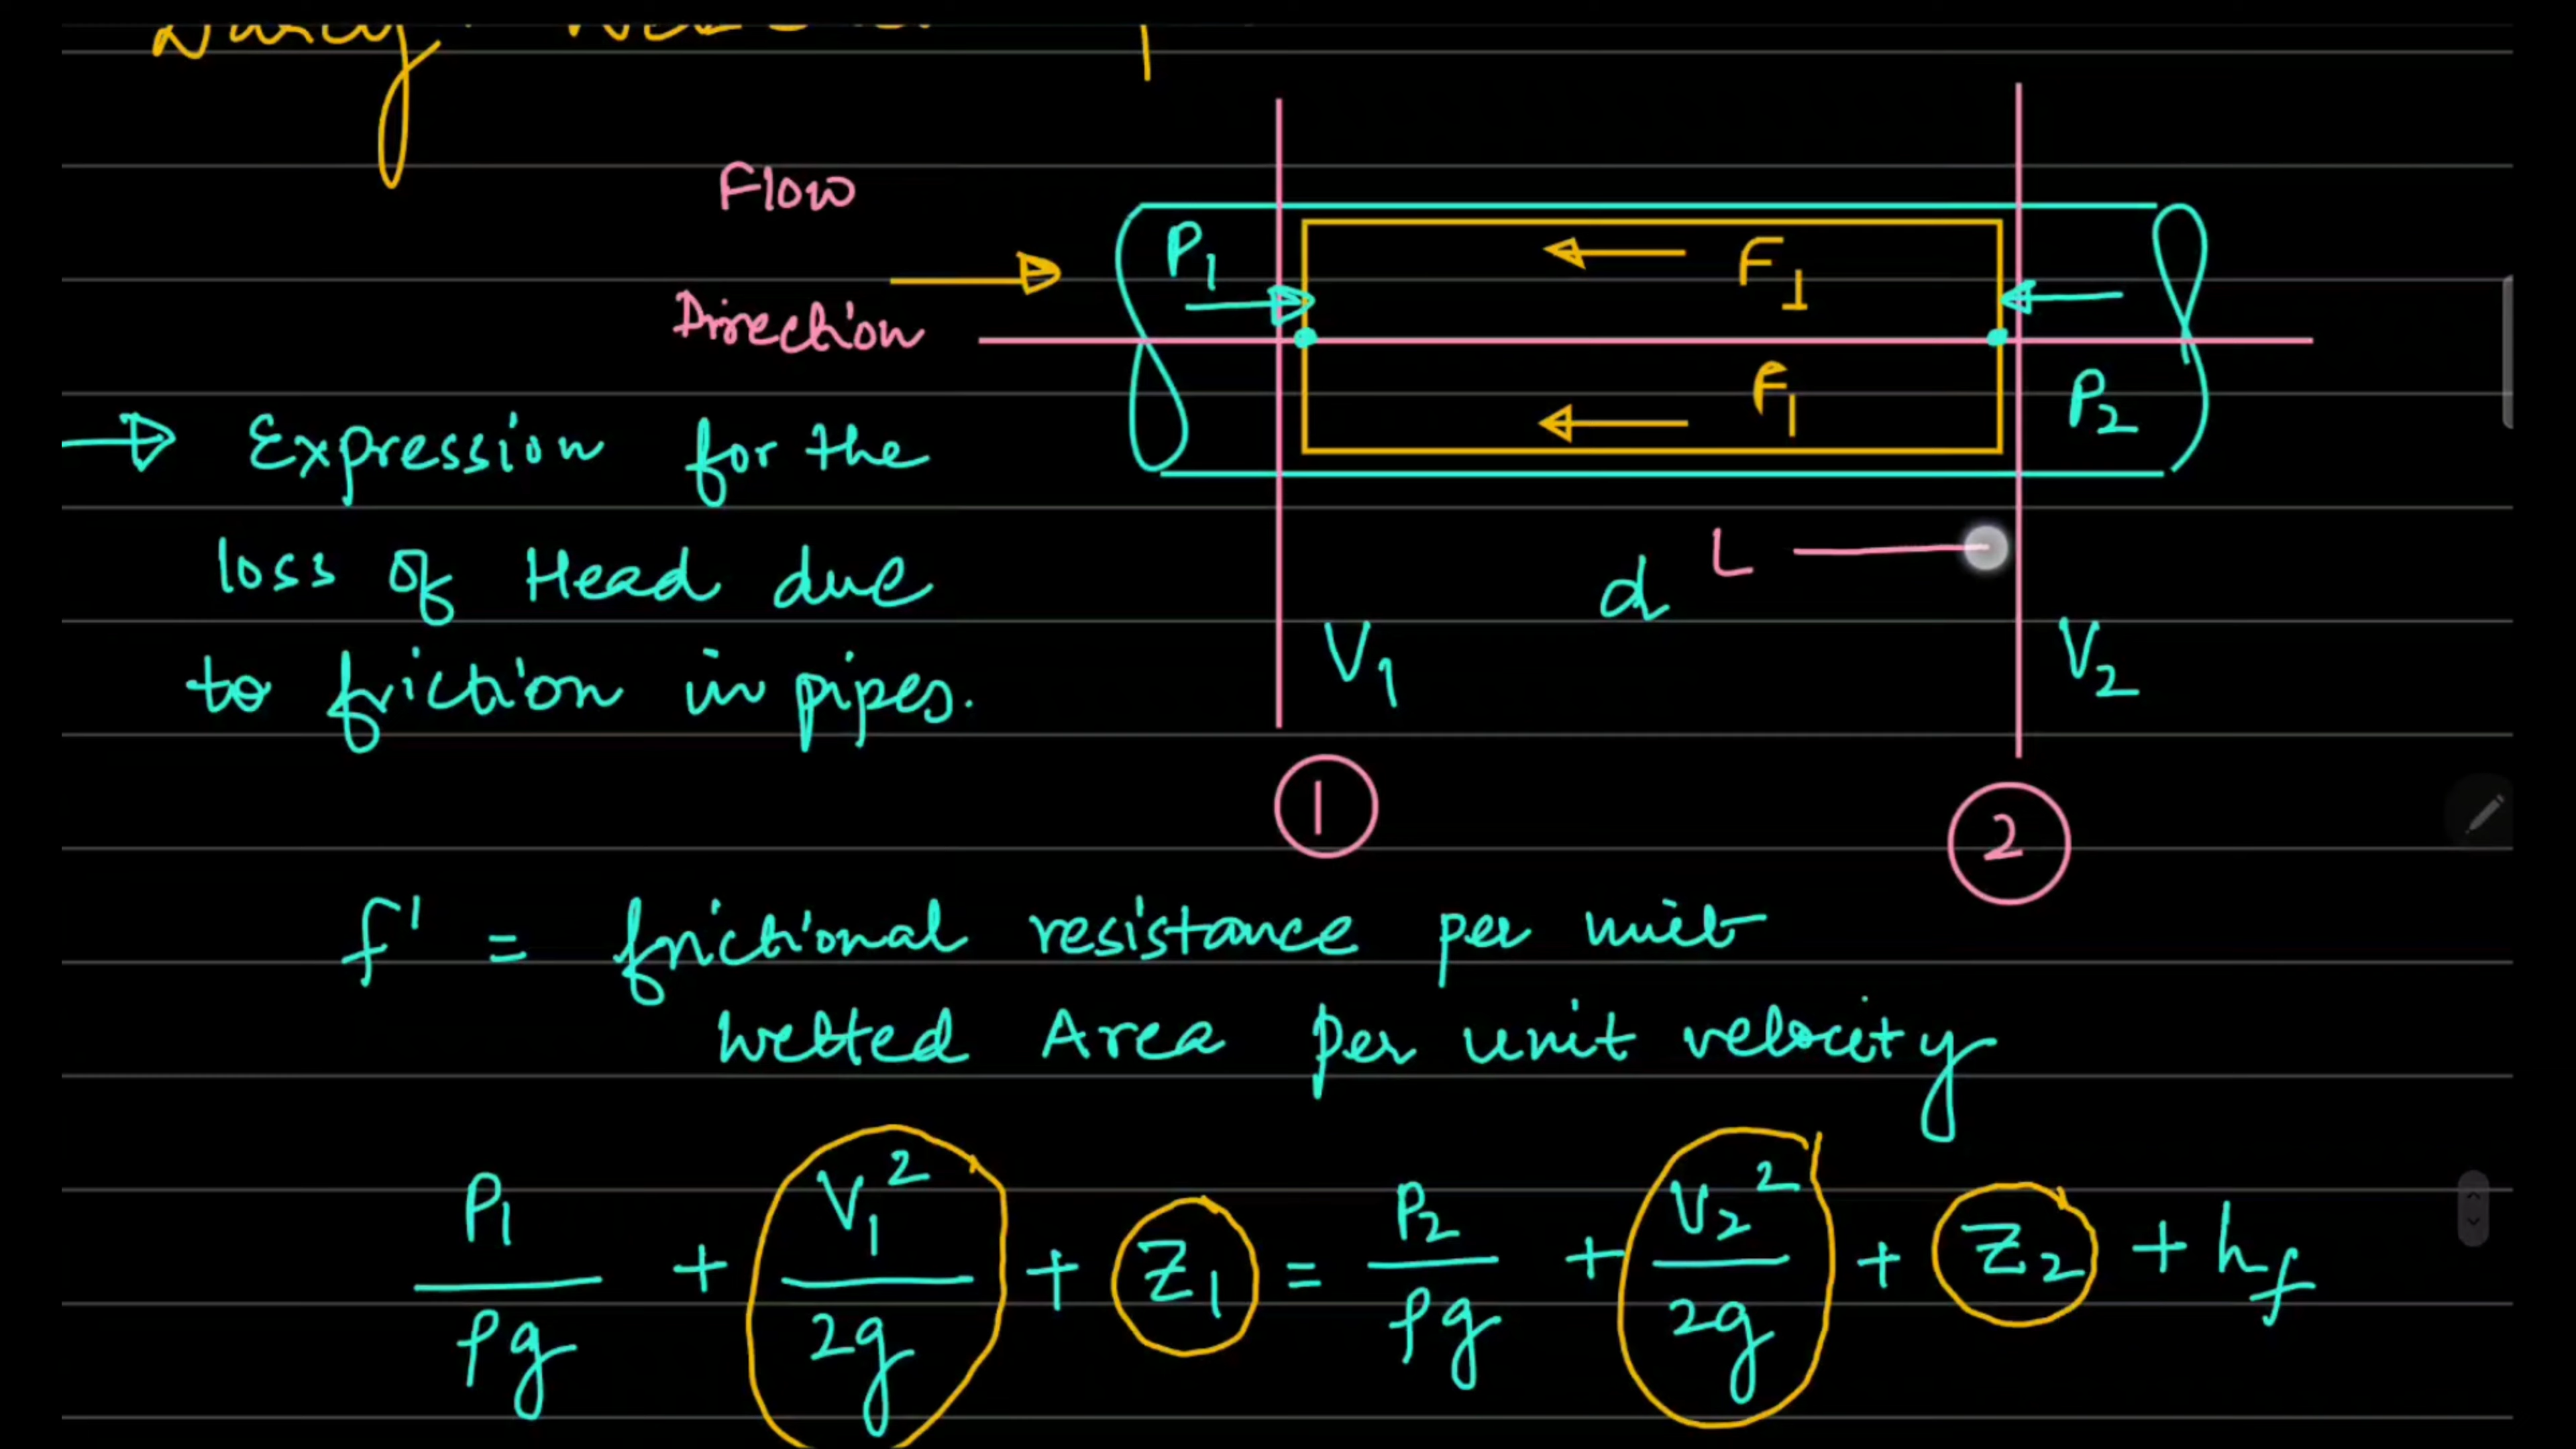 Flow
Direction
P₁
F₁
F₁
P₂
→ Expression for the
loss of Head due
to friction in pipes.
d
L
V₁
V₂
①
②
f' = frictional resistance per unit
wetted Area per unit velocity
P₁/ρg + V₁²/2g + Z₁ = P₂/ρg + V₂²/2g + Z₂ + h_f